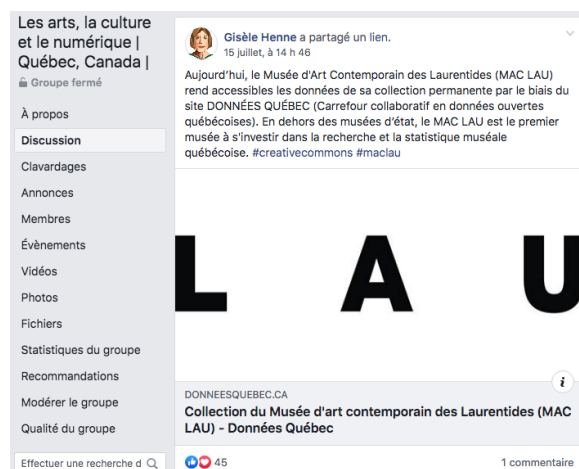 Les arts, la culture
et le numérique |
Québec, Canada |
Groupe fermé
À propos
Discussion
Clavardages
Annonces
Membres
Évènements
Vidéos
Photos
Fichiers
Statistiques du groupe
Recommandations
Modérer le groupe
Qualité du groupe
Effectuer une recherche d
Gisèle Henne a partagé un lien.
15 juillet, à 14 h 46
Aujourd'hui, le Musée d'Art Contemporain des Laurentides (MAC LAU)
rend accessibles les données de sa collection permanente par le biais du
site DONNÉES QUÉBEC (Carrefour collaboratif en données ouvertes
québécoises). En dehors des musées d'état, le MAC LAU est le premier
musée à s'investir dans la recherche et la statistique muséale
québécoise. #creativecommons #maclau
L A U
i
DONNEESQUEBEC.CA
Collection du Musée d'art contemporain des Laurentides (MAC
LAU) - Données Québec
45
1 commentaire